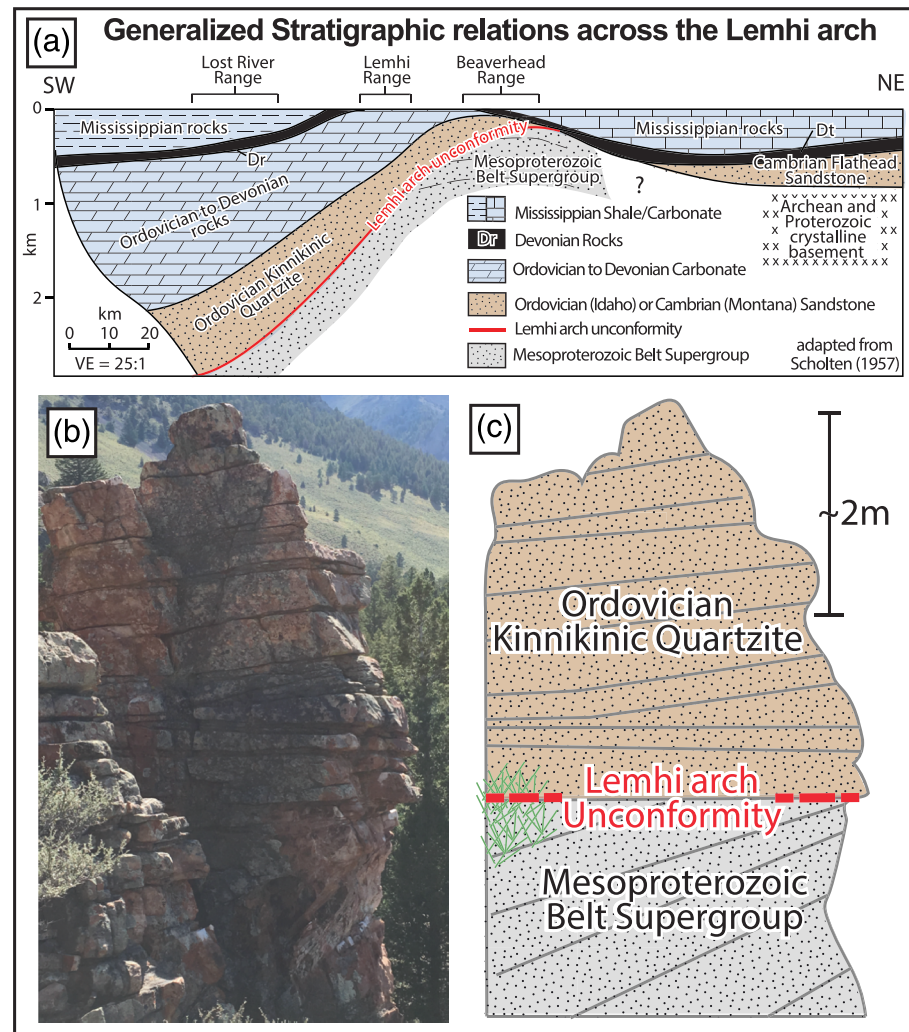 (a) Generalized Stratigraphic relations across the Lemhi arch
Lost River
Range
Lemhi
Range
Beaverhead
Range
SW
NE
0
1
km
2
Mississippian rocks
Dr
Ordovician to Devonian
rocks
Ordovician Kinnikinic
Quartzite
Lemhi arch unconformity
Mesoproterozoic
Belt Supergroup
?
Mississippian rocks
Dt
Cambrian Flathead
Sandstone
x x x x x x x x
x Archean and x
x Proterozoic x
x crystalline x
x basement x
x x x x x x x x x
Mississippian Shale/Carbonate
Dr Devonian Rocks
Ordovician to Devonian Carbonate
Ordovician (Idaho) or Cambrian (Montana) Sandstone
Lemhi arch unconformity
Mesoproterozoic Belt Supergroup
km
0 10 20
VE = 25:1
adapted from
Scholten (1957)
(b)
(c)
~2m
Ordovician
Kinnikinic Quartzite
Lemhi arch
Unconformity
Mesoproterozoic
Belt Supergroup